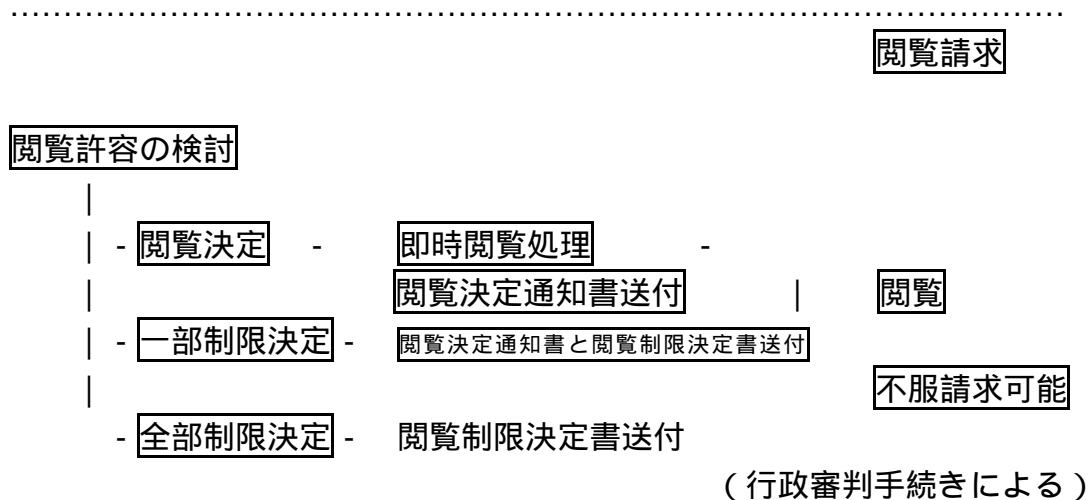 ………………………………………………………………………………………………
閲覧請求
閲覧許容の検討
|
| - 閲覧決定 - 即時閲覧処理 -
| 閲覧決定通知書送付 | 閲覧
| - 一部制限決定 - 閲覧決定通知書と閲覧制限決定書送付
| 不服請求可能
- 全部制限決定 - 閲覧制限決定書送付
(行政審判手続きによる)